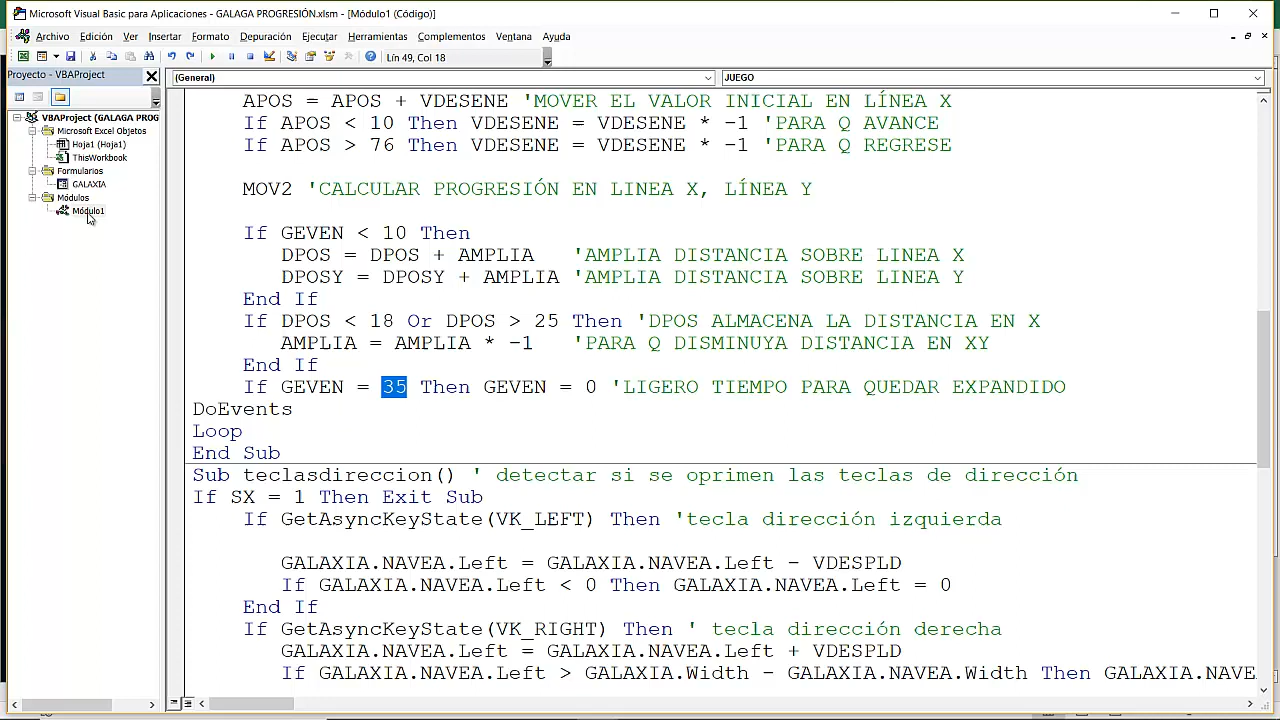 Microsoft Visual Basic para Aplicaciones - GALAGA PROGRESIÓN.xlsm - [Módulo1 (Código)]
Archivo Edición Ver Insertar Formato Depuración Ejecutar Herramientas Complementos Ventana Ayuda
Lín 49, Col 18
Proyecto - VBAProject
(General)
JUEGO
VBAProject (GALAGA PROG
Microsoft Excel Objetos
Hoja1 (Hoja1)
ThisWorkbook
Formularios
GALAXIA
Módulos
Módulo1
APOS = APOS + VDESENE 'MOVER EL VALOR INICIAL EN LÍNEA X
If APOS < 10 Then VDESENE = VDESENE * -1 'PARA Q AVANCE
If APOS > 76 Then VDESENE = VDESENE * -1 'PARA Q REGRESE
MOV2 'CALCULAR PROGRESIÓN EN LINEA X, LÍNEA Y
If GEVEN < 10 Then
DPOS = DPOS + AMPLIA 'AMPLIA DISTANCIA SOBRE LINEA X
DPOSY = DPOSY + AMPLIA 'AMPLIA DISTANCIA SOBRE LINEA Y
End If
If DPOS < 18 Or DPOS > 25 Then 'DPOS ALMACENA LA DISTANCIA EN X
AMPLIA = AMPLIA * -1 'PARA Q DISMINUYA DISTANCIA EN XY
End If
If GEVEN = 35 Then GEVEN = 0 'LIGERO TIEMPO PARA QUEDAR EXPANDIDO
DoEvents
Loop
End Sub
Sub teclasdireccion() ' detectar si se oprimen las teclas de dirección
If SX = 1 Then Exit Sub
If GetAsyncKeyState(VK_LEFT) Then 'tecla dirección izquierda
GALAXIA.NAVEA.Left = GALAXIA.NAVEA.Left - VDESPLD
If GALAXIA.NAVEA.Left < 0 Then GALAXIA.NAVEA.Left = 0
End If
If GetAsyncKeyState(VK_RIGHT) Then ' tecla dirección derecha
GALAXIA.NAVEA.Left = GALAXIA.NAVEA.Left + VDESPLD
If GALAXIA.NAVEA.Left > GALAXIA.Width - GALAXIA.NAVEA.Width Then GALAXIA.NAVE